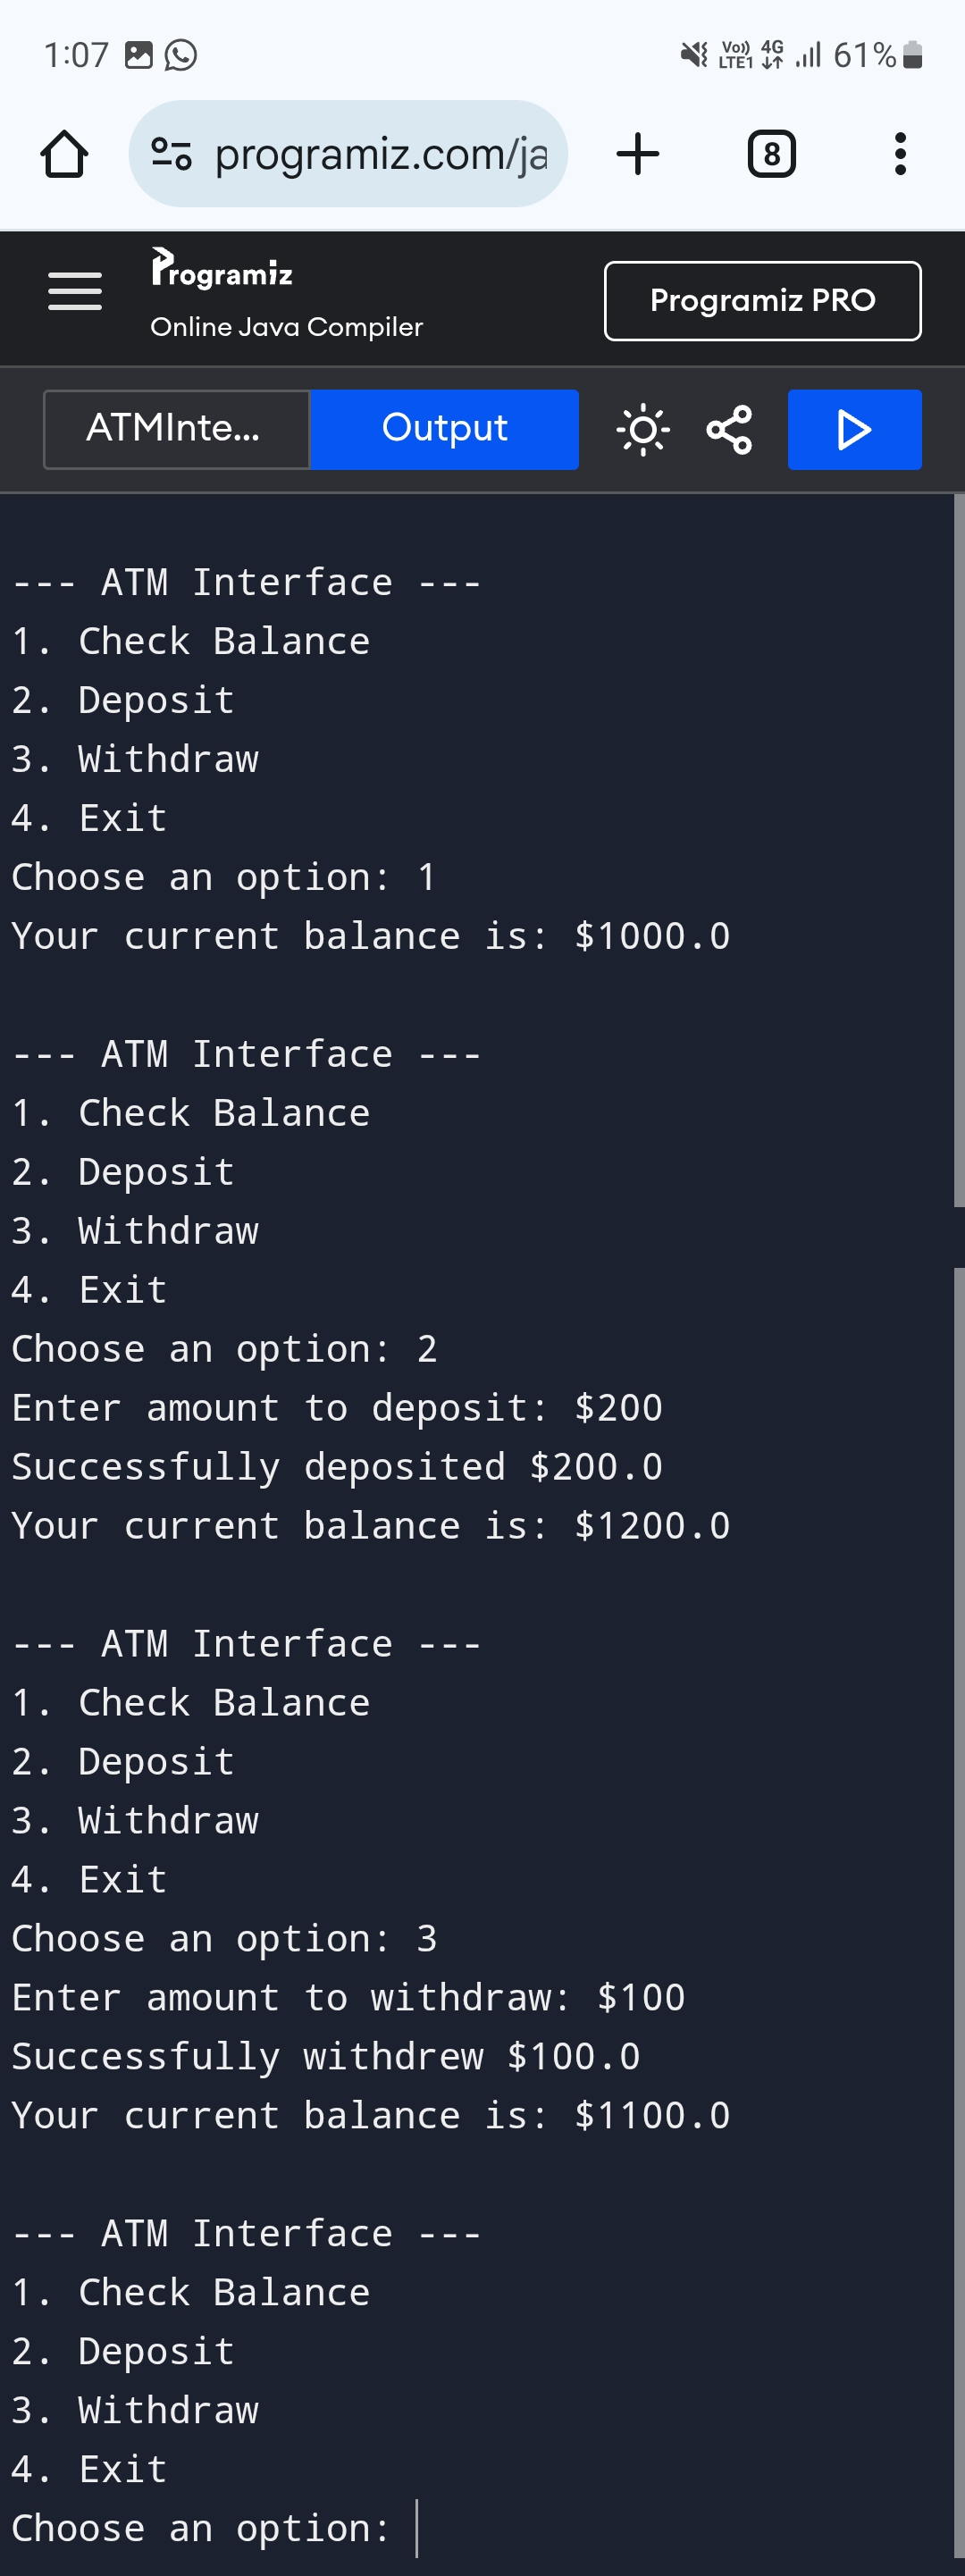 1:07
Vo)) LTE1 4G 61%
programiz.com/ja
8
Programiz
Online Java Compiler
Programiz PRO
ATMInte...
Output
--- ATM Interface ---
1. Check Balance
2. Deposit
3. Withdraw
4. Exit
Choose an option: 1
Your current balance is: $1000.0
--- ATM Interface ---
1. Check Balance
2. Deposit
3. Withdraw
4. Exit
Choose an option: 2
Enter amount to deposit: $200
Successfully deposited $200.0
Your current balance is: $1200.0
--- ATM Interface ---
1. Check Balance
2. Deposit
3. Withdraw
4. Exit
Choose an option: 3
Enter amount to withdraw: $100
Successfully withdrew $100.0
Your current balance is: $1100.0
--- ATM Interface ---
1. Check Balance
2. Deposit
3. Withdraw
4. Exit
Choose an option: